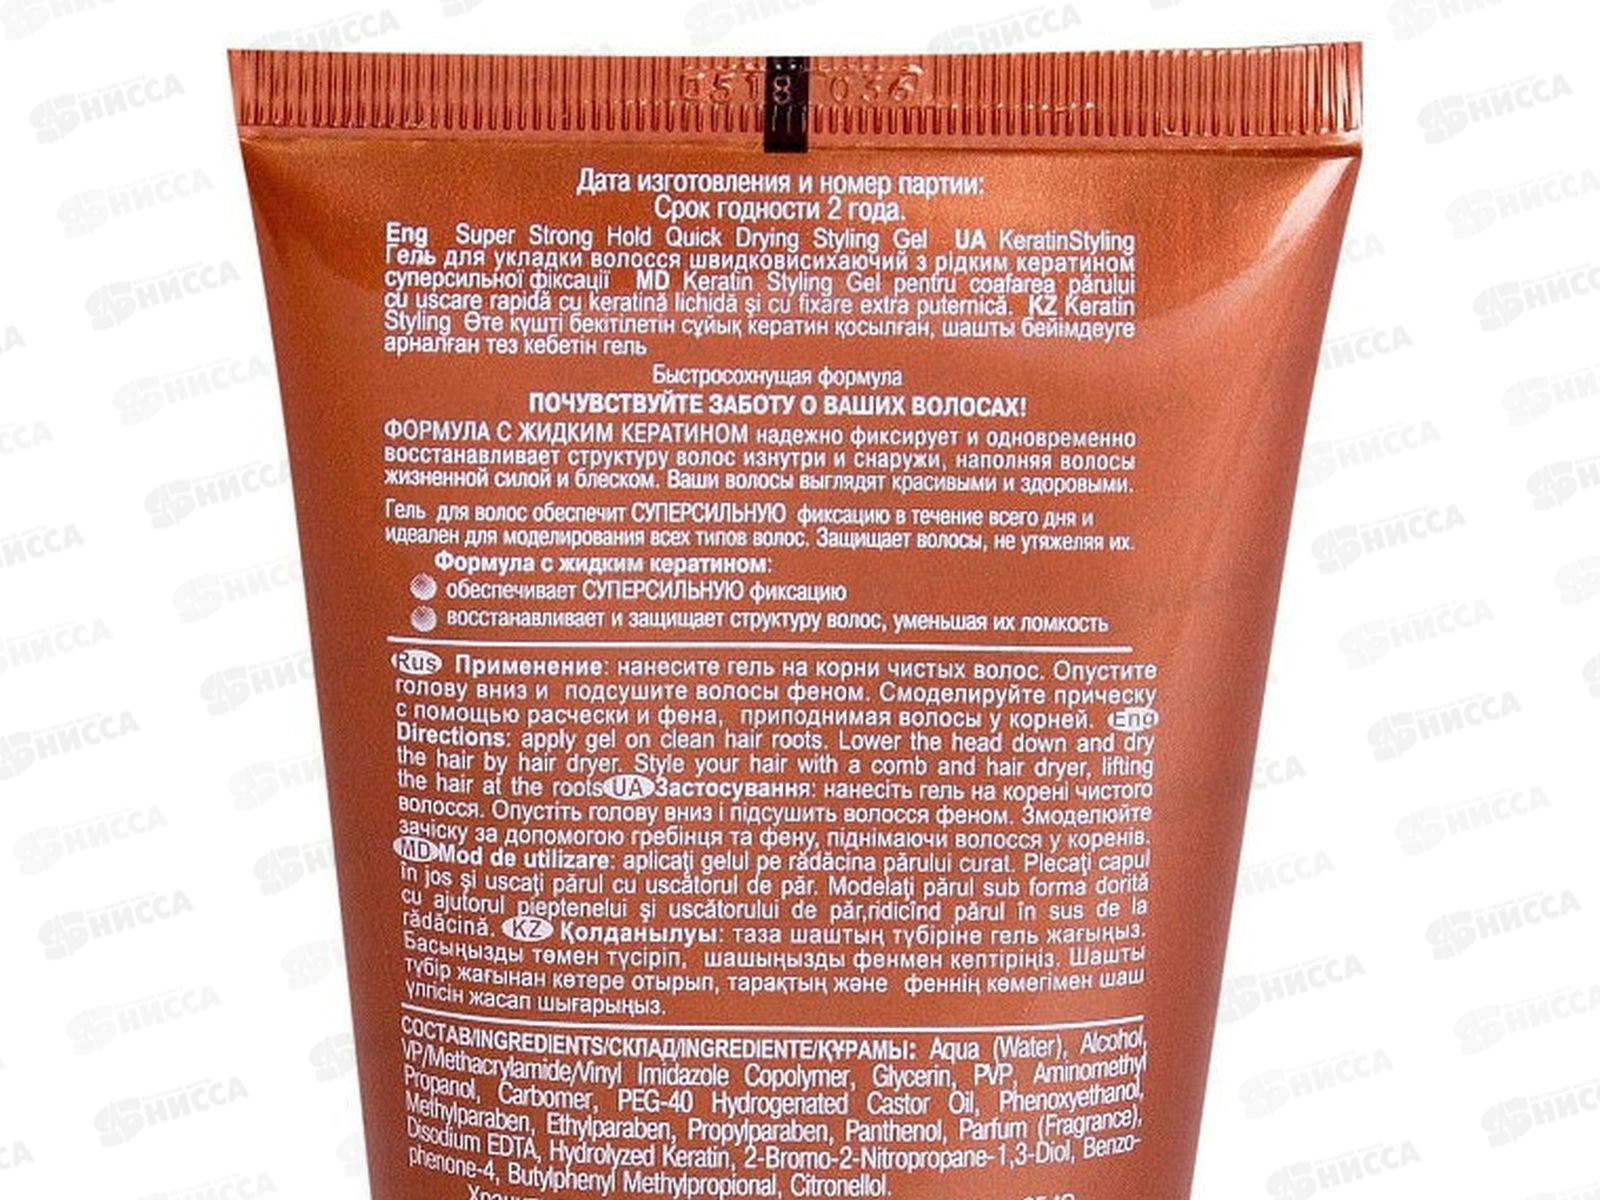 0518 036
Дата изготовления и номер партии:
Срок годности 2 года.
Eng Super Strong Hold Quick Drying Styling Gel UA KeratinStyling
Гель для укладки волосся швидковисихаючий з рідким кератином
суперсильної фіксації MD Keratin Styling Gel pentru coafarea părului
cu uscare rapidă cu keratină lichidă şi cu fixare extra puternică. KZ Keratin
Styling Өте күшті бекітілетін сұйық кератин қосылған, шашты бейімдеуге
арналған тез кебетін гель
Быстросохнущая формула
ПОЧУВСТВУЙТЕ ЗАБОТУ О ВАШИХ ВОЛОСАХ!
ФОРМУЛА С ЖИДКИМ КЕРАТИНОМ надежно фиксирует и одновременно
восстанавливает структуру волос изнутри и снаружи, наполняя волосы
жизненной силой и блеском. Ваши волосы выглядят красивыми и здоровыми.
Гель для волос обеспечит СУПЕРСИЛЬНУЮ фиксацию в течение всего дня и
идеален для моделирования всех типов волос. Защищает волосы, не утяжеляя их.
Формула с жидким кератином:
обеспечивает СУПЕРСИЛЬНУЮ фиксацию
восстанавливает и защищает структуру волос, уменьшая их ломкость
Rus Применение: нанесите гель на корни чистых волос. Опустите
голову вниз и подсушите волосы феном. Смоделируйте прическу
с помощью расчески и фена, приподнимая волосы у корней. Eng
Directions: apply gel on clean hair roots. Lower the head down and dry
the hair by hair dryer. Style your hair with a comb and hair dryer, lifting
the hair at the roots UA Застосування: нанесіть гель на корені чистого
волосся. Опустіть голову вниз і підсушить волосся феном. Змоделюйте
зачіску за допомогою гребінця та фену, піднімаючи волосся у коренів.
MD Mod de utilizare: aplicaţi gelul pe rădăcina părului curat. Plecaţi capul
în jos şi uscaţi părul cu uscătorul de păr. Modelaţi părul sub forma dorită
cu ajutorul pieptenelui şi uscătorului de păr,ridicînd părul în sus de la
rădăcină. KZ Қолданылуы: таза шаштың түбіріне гель жағыңыз.
Басыңызды төмен түсіріп, шашыңызды фенмен кептіріңіз. Шашты
түбір жағынан көтере отырып, тарақтың және феннің көмегімен шаш
үлгісін жасап шығарыңыз.
СОСТАВ/INGREDIENTS/СКЛАД/INGREDIENTE/ҚҰРАМЫ: Aqua (Water), Alcohol,
VP/Methacrylamide/Vinyl Imidazole Copolymer, Glycerin, PVP, Aminomethyl
Propanol, Carbomer, PEG-40 Hydrogenated Castor Oil, Phenoxyethanol,
Methylparaben, Ethylparaben, Propylparaben, Panthenol, Parfum (Fragrance),
Disodium EDTA, Hydrolyzed Keratin, 2-Bromo-2-Nitropropane-1,3-Diol, Benzo-
phenone-4, Butylphenyl Methylpropional, Citronellol.
НИССА